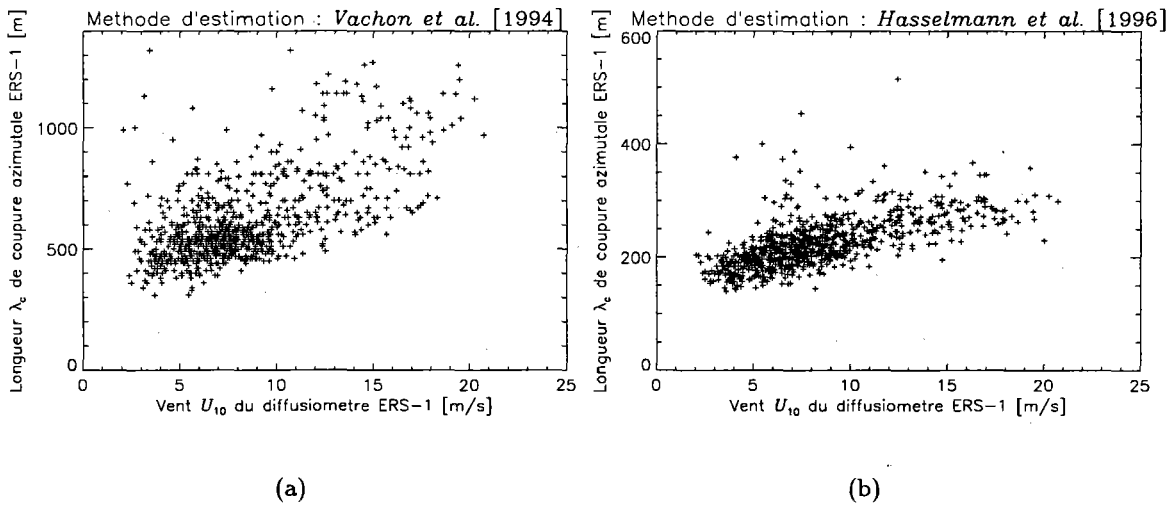 Methode d'estimation : Vachon et al. [1994]
Longueur λc de coupure azimutale ERS-1 [m]
1000
500
0
0 5 10 15 20 25
Vent U10 du diffusiometre ERS-1 [m/s]
(a)
Methode d'estimation : Hasselmann et al. [1996]
Longueur λc de coupure azimutale ERS-1 [m]
600
400
200
0
0 5 10 15 20 25
Vent U10 du diffusiometre ERS-1 [m/s]
(b)